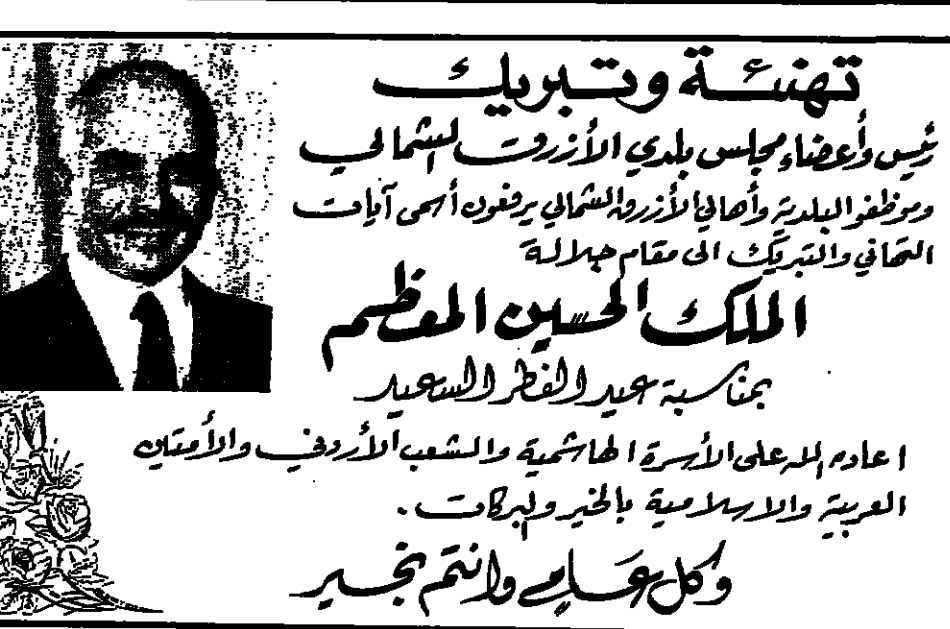 تهنئة وتبريك
رئيس وأعضاء مجلس بلدي الأزرق الشمالي
وموظفو البلدية وأهالي الأزرق الشمالي يرفعون أسمى آيات
التهاني والتبريك الى مقام جلالة
الملك الحسين المعظم
بمناسبة عيد الفطر السعيد
اعاده الله على الأسرة الهاشمية والشعب الأردني والأمتين
العربية والاسلامية بالخير والبركات .
وكل عام وانتم بخير